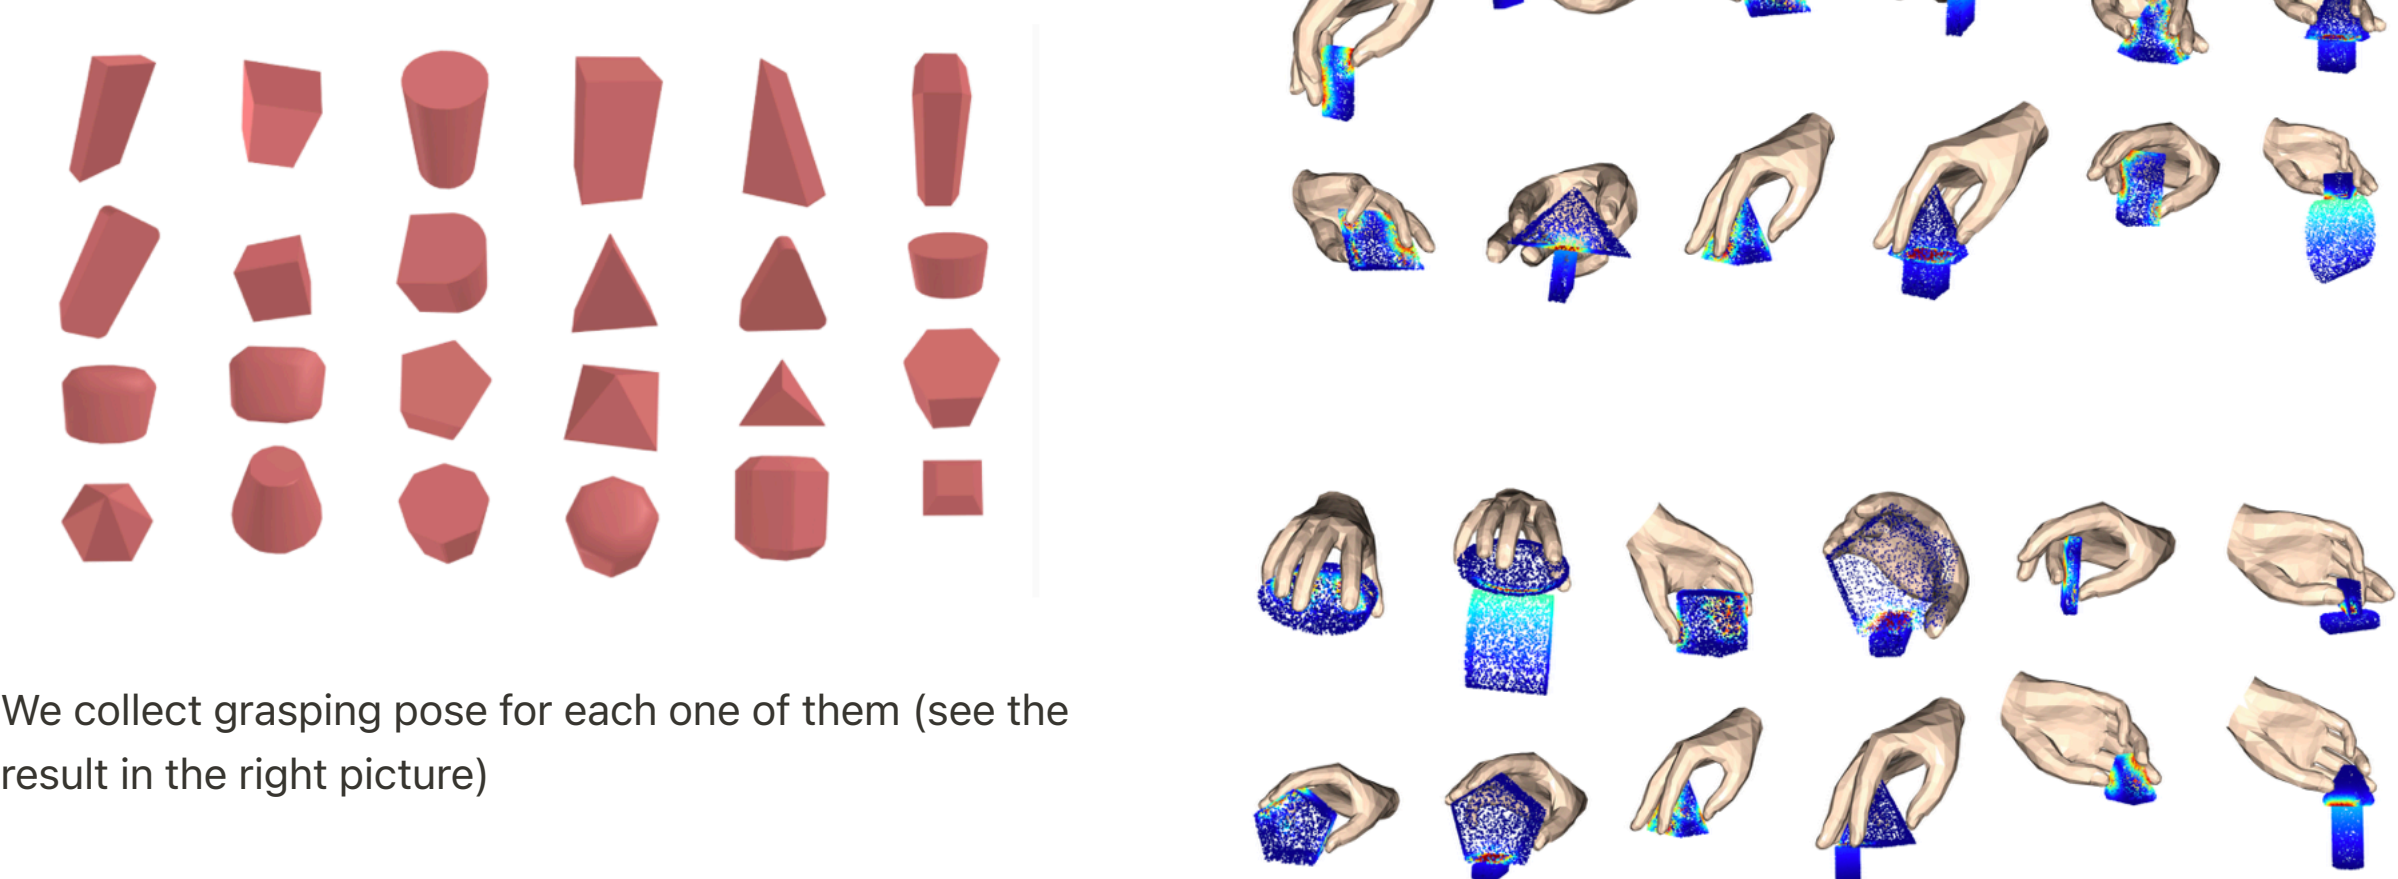 We collect grasping pose for each one of them (see the
result in the right picture)